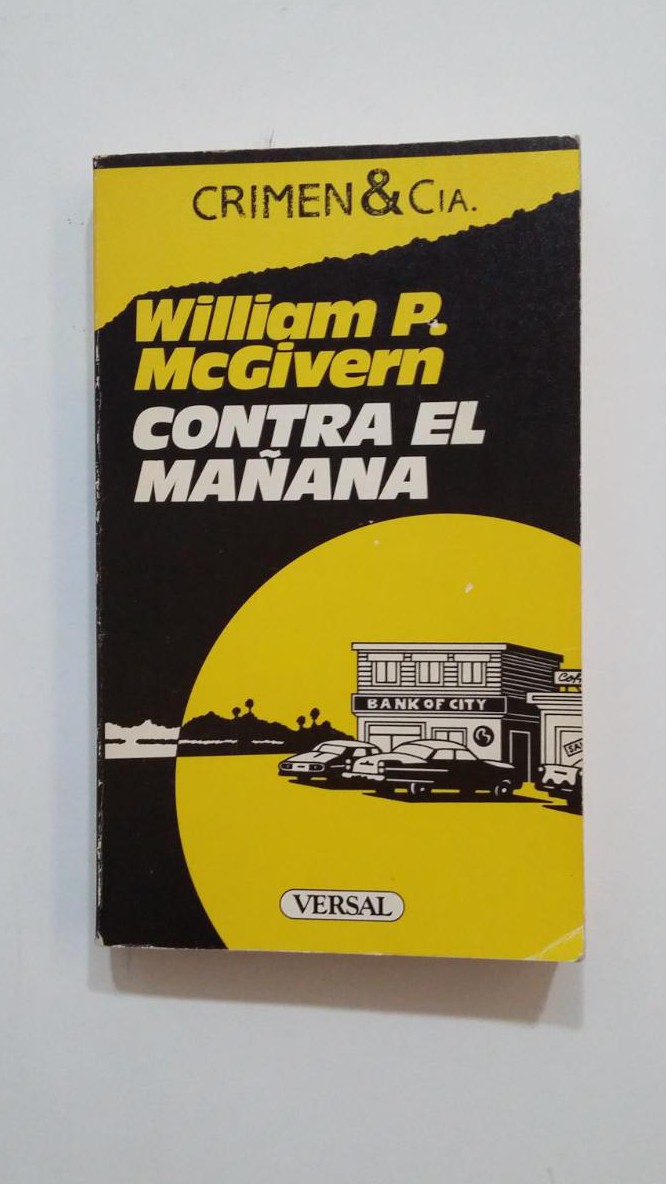 CRIMEN & CIA.
William P.
McGivern
CONTRA EL
MAÑANA
BANK OF CITY
VERSAL